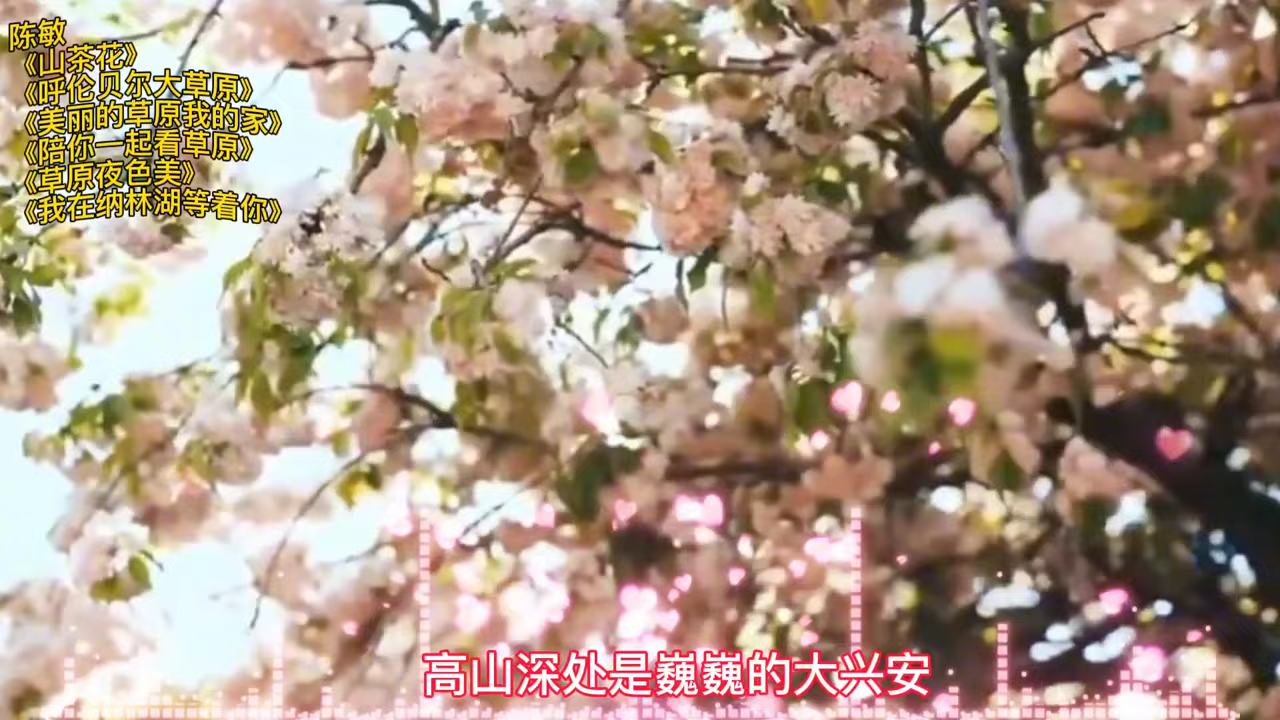 陈敏
《山茶花》
《呼伦贝尔大草原》
《美丽的草原我的家》
《陪你一起看草原》
《草原夜色美》
《我在纳林湖等着你》
高山深处是巍巍的大兴安